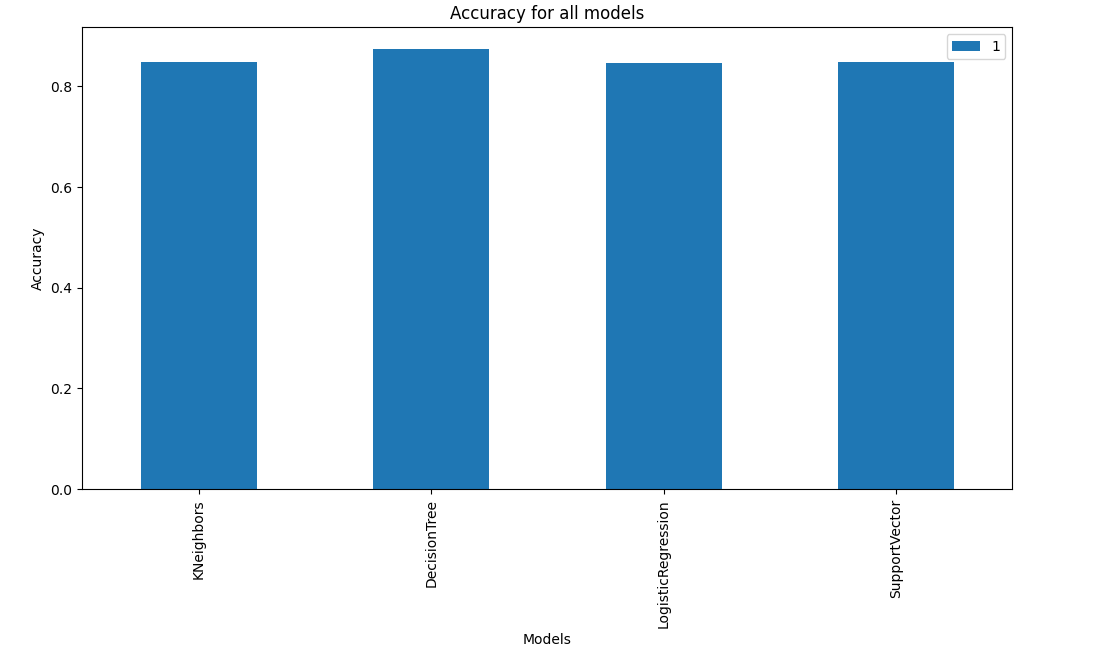 Accuracy for all models
1
0.8
0.6
0.4
0.2
0.0
Accuracy
KNeighbors
DecisionTree
LogisticRegression
SupportVector
Models